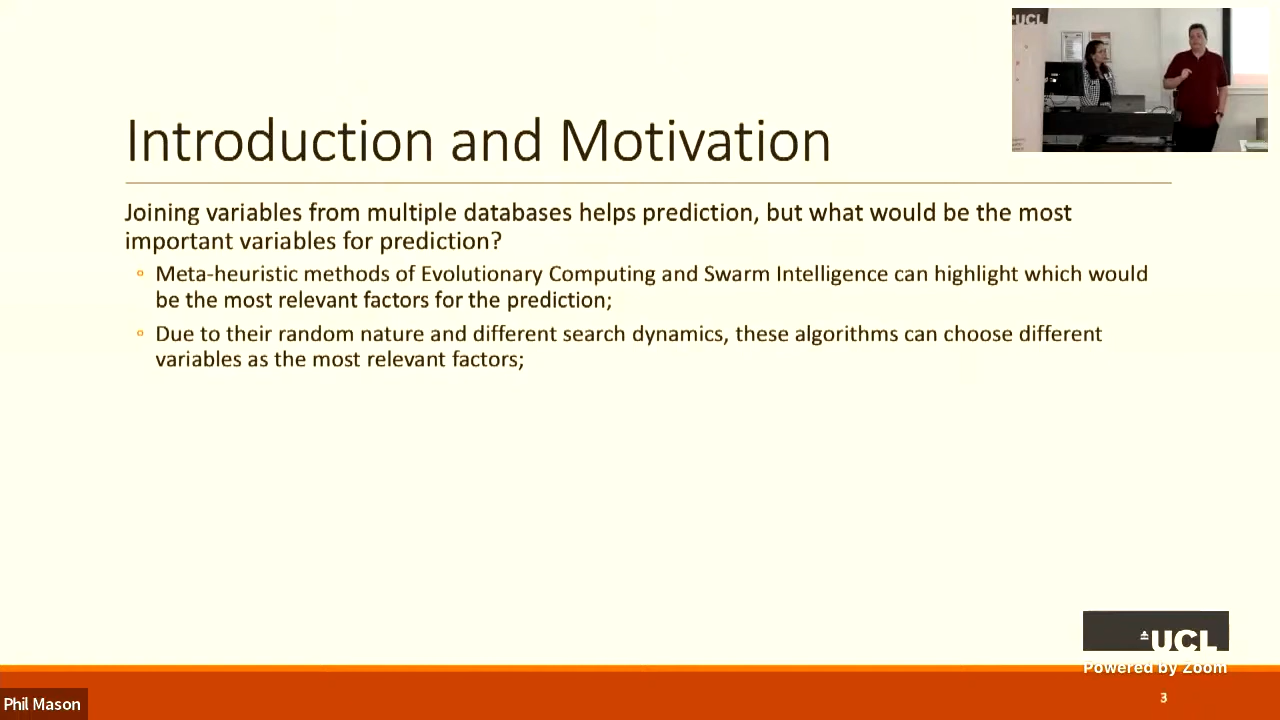 UCL
Introduction and Motivation
Joining variables from multiple databases helps prediction, but what would be the most
important variables for prediction?
Meta-heuristic methods of Evolutionary Computing and Swarm Intelligence can highlight which would
be the most relevant factors for the prediction;
Due to their random nature and different search dynamics, these algorithms can choose different
variables as the most relevant factors;
UCL
Powered by Zoom
3
Phil Mason